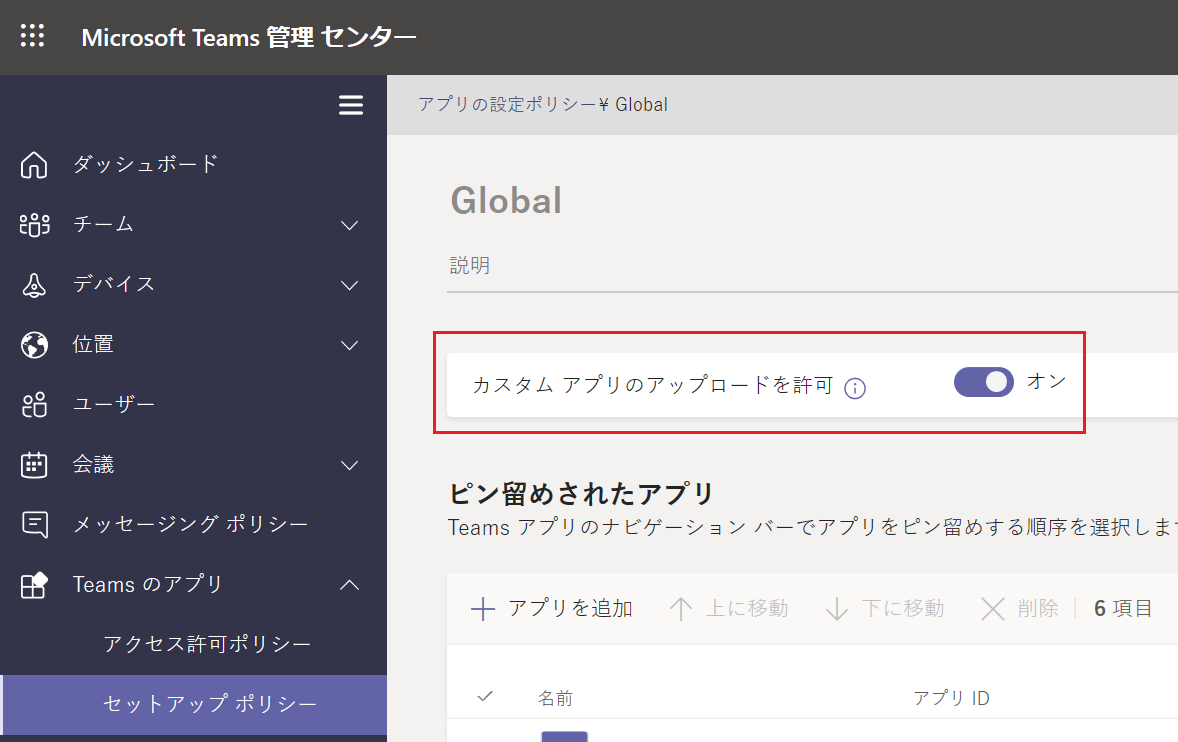 Microsoft Teams 管理 センター
アプリの設定ポリシー¥ Global
ダッシュボード
チーム
デバイス
位置
ユーザー
会議
メッセージング ポリシー
Teams のアプリ
アクセス許可ポリシー
セットアップ ポリシー
Global
説明
カスタム アプリのアップロードを許可 オン
ピン留めされたアプリ
Teams アプリのナビゲーション バーでアプリをピン留めする順序を選択しま
アプリを追加 上に移動 下に移動 削除 6 項目
名前 アプリ ID